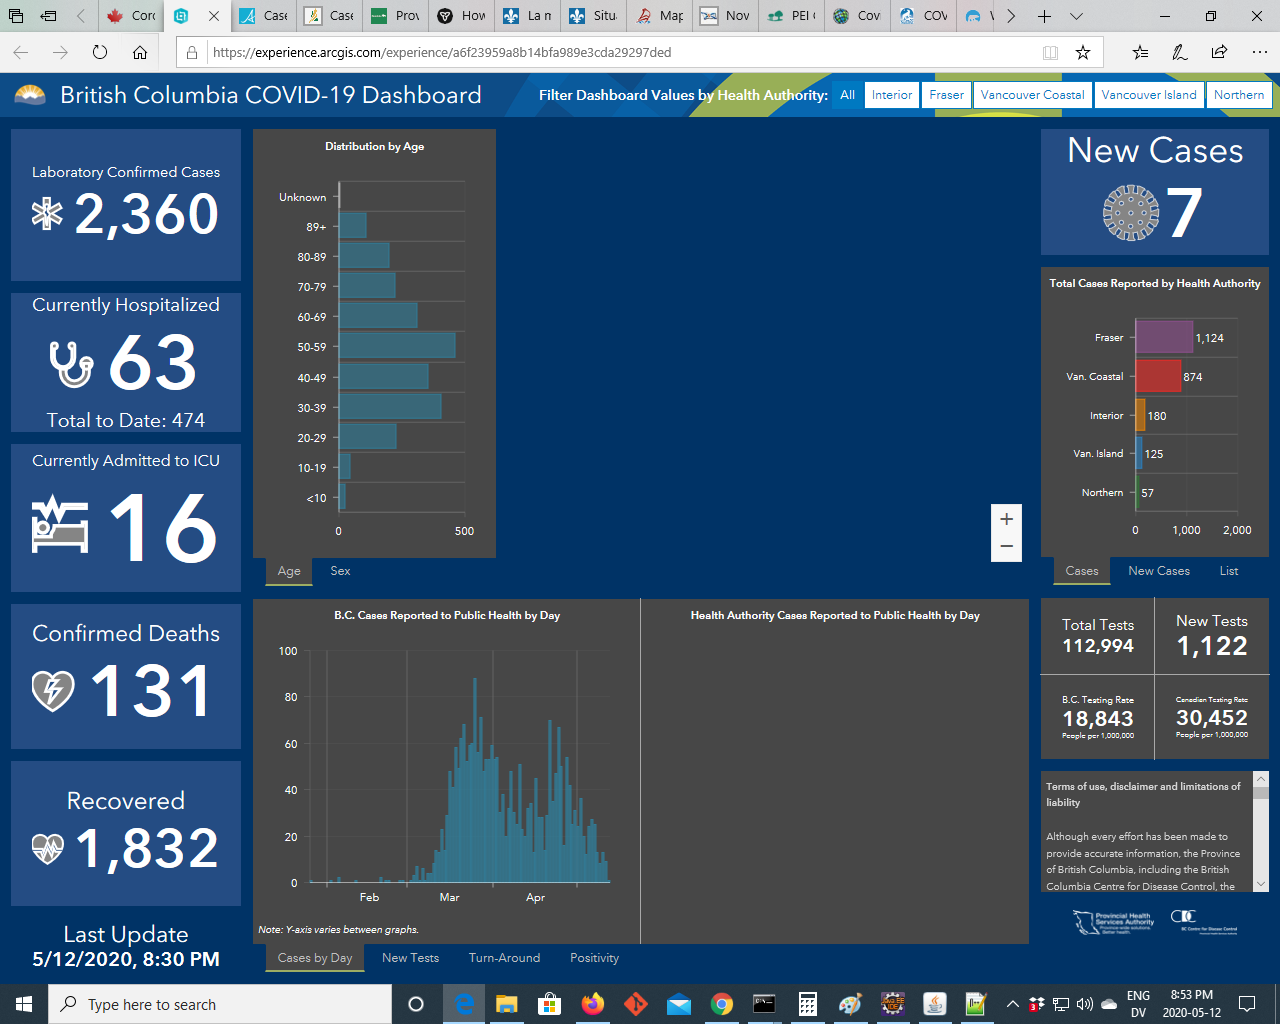 Corc
Case
Case
Prov
How
La m
Situ
Map
Nov
PEI C
Cov
COV
https://experience.arcgis.com/experience/a6f23959a8b14bfa989e3cda29297ded
British Columbia COVID-19 Dashboard
Filter Dashboard Values by Health Authority: All Interior Fraser Vancouver Coastal Vancouver Island Northern
Laboratory Confirmed Cases
2,360
Currently Hospitalized
63
Total to Date: 474
Currently Admitted to ICU
16
Confirmed Deaths
131
Recovered
1,832
Last Update
5/12/2020, 8:30 PM
Distribution by Age
Unknown
89+
80-89
70-79
60-69
50-59
40-49
30-39
20-29
10-19
<10
0 500
Age Sex
B.C. Cases Reported to Public Health by Day
100
80
60
40
20
0
Feb Mar Apr
Note: Y-axis varies between graphs.
Health Authority Cases Reported to Public Health by Day
Cases by Day New Tests Turn-Around Positivity
New Cases
7
Total Cases Reported by Health Authority
Fraser 1,124
Van. Coastal 874
Interior 180
Van. Island 125
Northern 57
0 1,000 2,000
Cases New Cases List
Total Tests
112,994
New Tests
1,122
B.C. Testing Rate
18,843
People per 1,000,000
Canadian Testing Rate
30,452
People per 1,000,000
Terms of use, disclaimer and limitations of
liability
Although every effort has been made to
provide accurate information, the Province
of British Columbia, including the British
Columbia Centre for Disease Control, the
Provincial Health
Services Authority
Province-wide solutions.
Better health.
BC Centre for Disease Control
Type here to search
ENG
DV
8:53 PM
2020-05-12